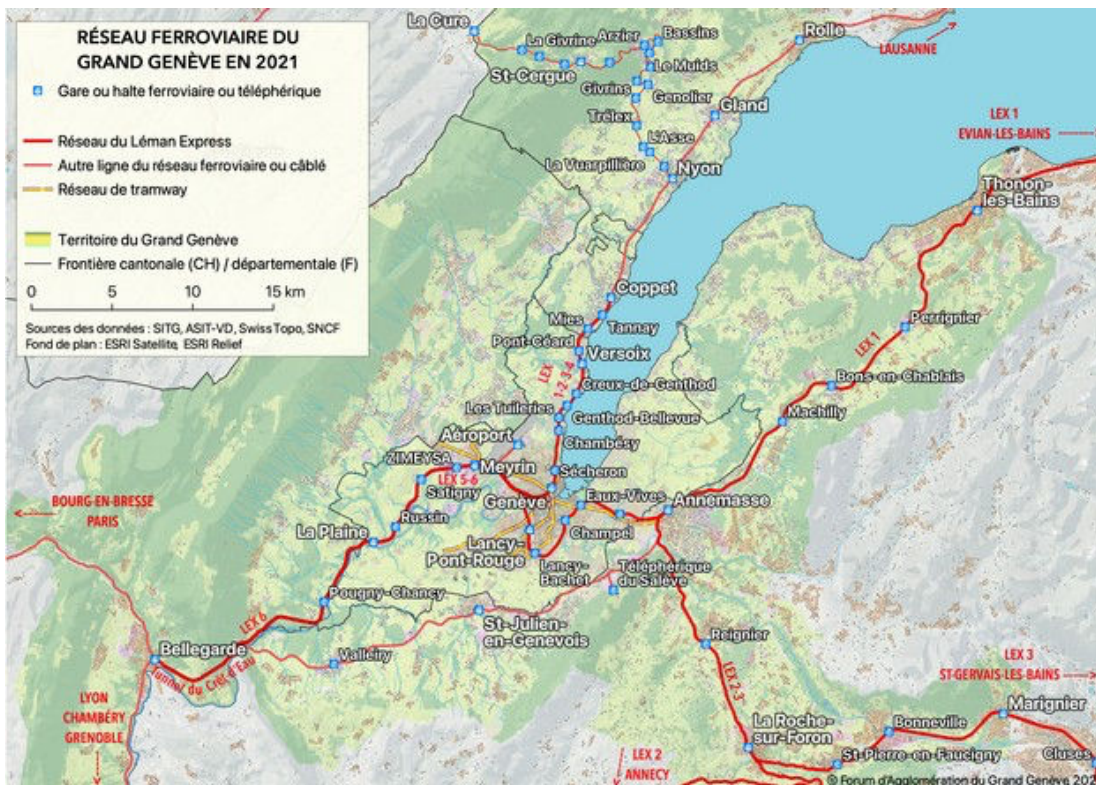 RÉSEAU FERROVIAIRE DU
GRAND GENÈVE EN 2021
Gare ou halte ferroviaire ou téléphérique
Réseau du Léman Express
Autre ligne du réseau ferroviaire ou câblé
Réseau de tramway
Territoire du Grand Genève
Frontière cantonale (CH) / départementale (F)
0 5 10 15 km
Sources des données : SITG, ASIT-VD, Swiss Topo, SNCF
Fond de plan : ESRI Satellite, ESRI Relief
La Cure
La Givrine
Arzier
Bassins
Rolle
LAUSANNE
St-Cergue
Le Muids
Givrins
Genolier
Gland
Trélex
L'Asse
La Vuarpillière
Nyon
LEX 1
EVIAN-LES-BAINS
Thonon-
les-Bains
Coppet
Mies
Tannay
Pont-Céard
Versoix
Perrignier
LEX 1
LEX
1-2-3-4
Creux-de-Genthod
Bons-en-Chablais
Les Tuileries
Genthod-Bellevue
Machilly
Aéroport
Chambésy
ZIMEYSA
Meyrin
Sécheron
LEX 5-6
Satigny
Genève
Eaux-Vives
Annemasse
BOURG-EN-BRESSE
PARIS
Russin
La Plaine
Champel
Lancy-
Pont-Rouge
Lancy-
Bachet
Téléphérique
du Salève
Pougny-Chancy
LEX 6
St-Julien-
en-Genevois
Bellegarde
Tunnel du Crêt d'Eau
Valleiry
Reignier
LEX 2-3
LEX 3
ST-GERVAIS-LES-BAINS
LYON
CHAMBÉRY
GRENOBLE
La Roche-
sur-Foron
Bonneville
Marignier
St-Pierre-en-Faucigny
Cluses
LEX 2
ANNECY
© Forum d'Agglomération du Grand Genève, 202